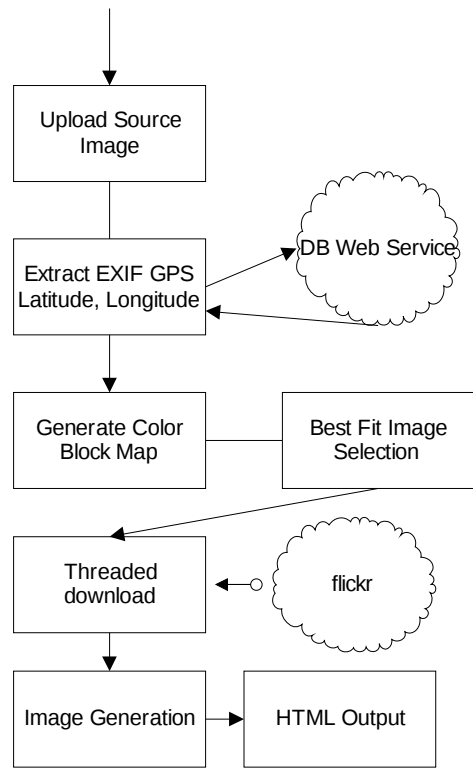 Upload Source
Image
Extract EXIF GPS
Latitude, Longitude
DB Web Service
Generate Color
Block Map
Best Fit Image
Selection
Threaded
download
flickr
Image Generation
HTML Output